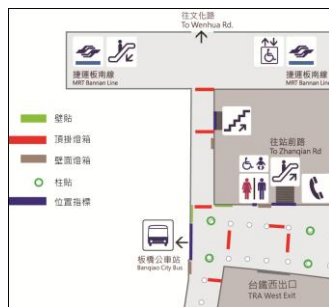 往文化路
To Wenhua Rd.
捷運板南線
MRT Bannan Line
捷運板南線
MRT Bannan Line
壁貼
頂掛燈箱
壁面燈箱
柱貼
位置指標
往站前路
To Zhanqian Rd
板橋公車站
Banqiao City Bus
台鐵西出口
TRA West Exit